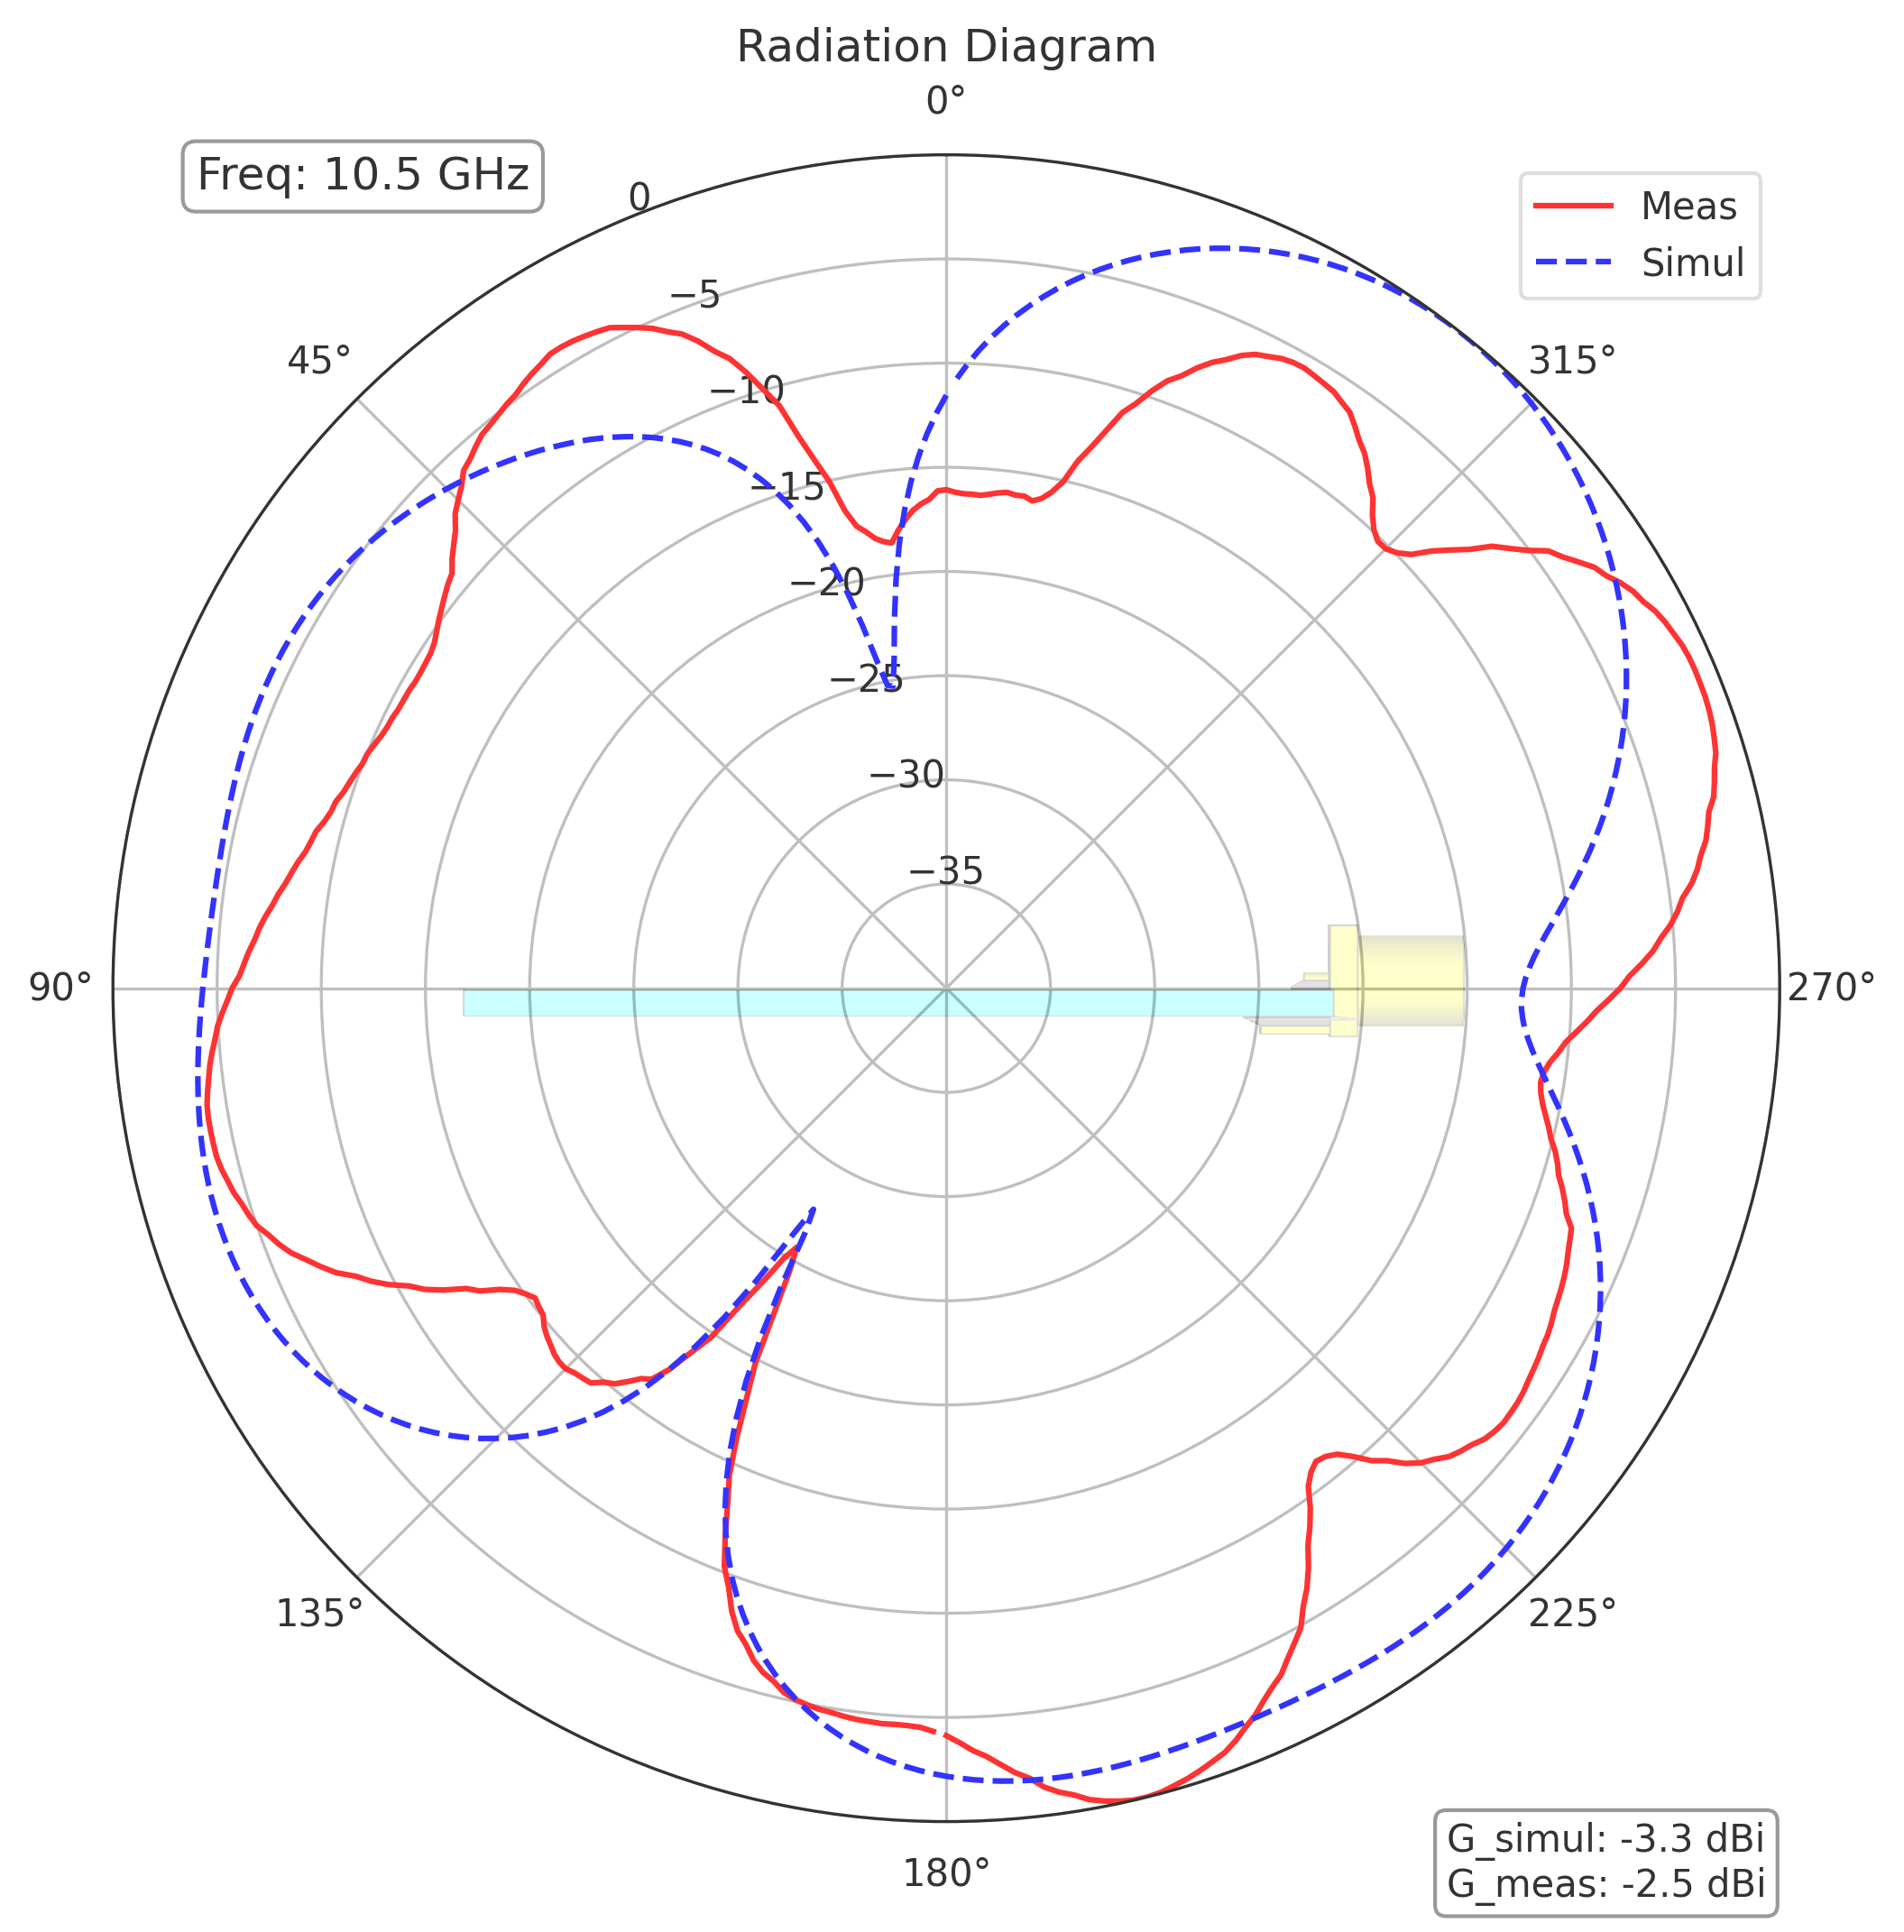 Radiation Diagram
0°
Freq: 10.5 GHz
0
Meas
Simul
−5
45°
315°
−10
−15
−20
−25
−30
−35
90°
270°
135°
225°
180°
G_simul: -3.3 dBi
G_meas: -2.5 dBi